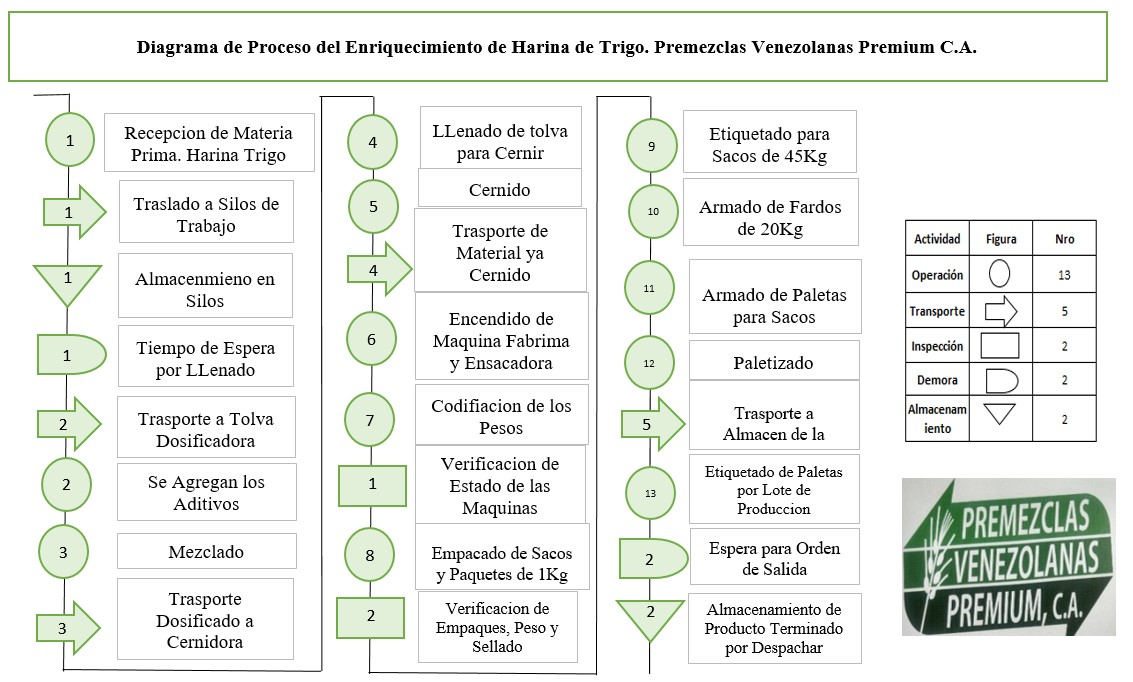 Diagrama de Proceso del Enriquecimiento de Harina de Trigo. Premezclas Venezolanas Premium C.A.
1
Recepcion de Materia
Prima. Harina Trigo
1
Traslado a Silos de
Trabajo
1
Almacenmieno en
Silos
1
Tiempo de Espera
por LLenado
2
Trasporte a Tolva
Dosificadora
2
Se Agregan los
Aditivos
3
Mezclado
3
Trasporte
Dosificado a
Cernidora
4
LLenado de tolva
para Cernir
5
Cernido
4
Trasporte de
Material ya
Cernido
6
Encendido de
Maquina Fabrima
y Ensacadora
7
Codifiacion de los
Pesos
1
Verificacion de
Estado de las
Maquinas
8
Empacado de Sacos
y Paquetes de 1Kg
2
Verificacion de
Empaques, Peso y
Sellado
9
Etiquetado para
Sacos de 45Kg
10
Armado de Fardos
de 20Kg
11
Armado de Paletas
para Sacos
12
Paletizado
5
Trasporte a
Almacen de la
13
Etiquetado de Paletas
por Lote de
Produccion
2
Espera para Orden
de Salida
2
Almacenamiento de
Producto Terminado
por Despachar
Actividad Figura Nro
Operación 13
Transporte 5
Inspección 2
Demora 2
Almacenam
iento 2
PREMEZCLAS
VENEZOLANAS
PREMIUM, C.A.